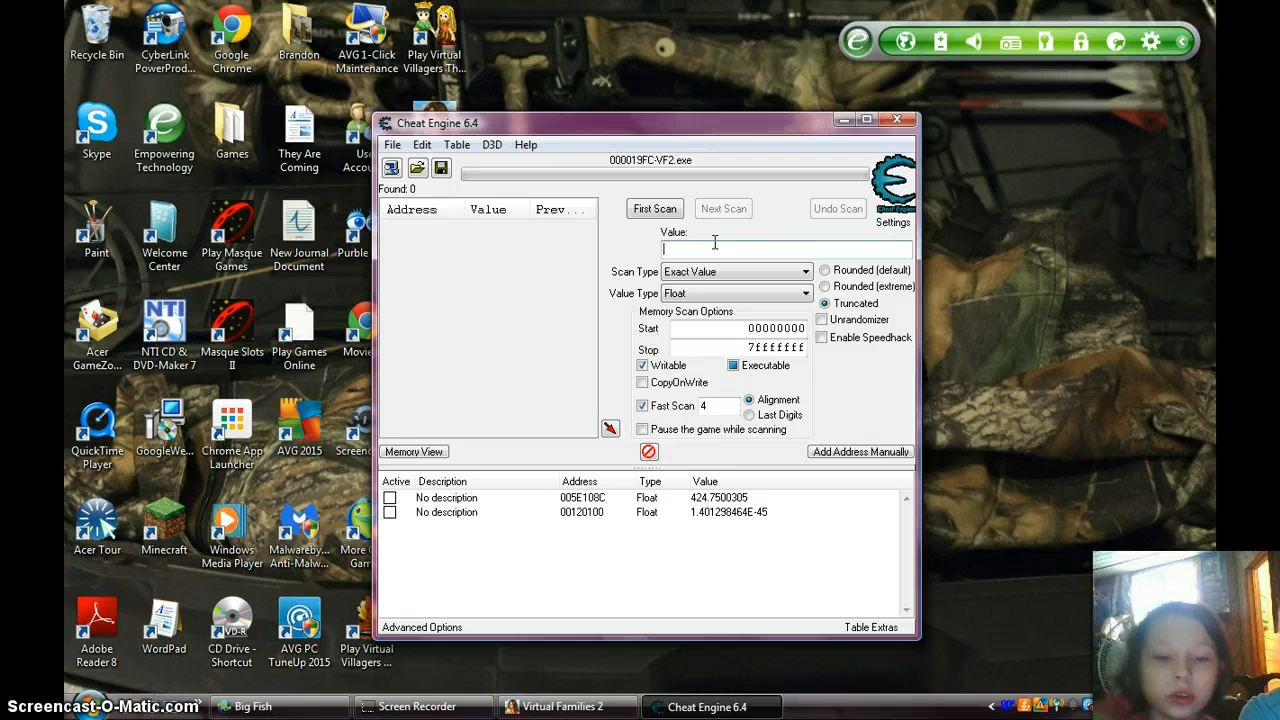 Recycle Bin
CyberLink
PowerProd...
Google
Chrome
Brandon
AVG 1-Click
Maintenance
Play Virtual
Villagers Th...
Skype
Empowering
Technology
Games
They Are
Coming
Paint
Welcome
Center
Play Masque
Games
New Journal
Document
Acer
GameZo...
NTI CD &
DVD-Maker 7
Masque Slots
II
Play Games
Online
QuickTime
Player
GoogleWe...
Chrome App
Launcher
AVG 2015
Acer Tour
Minecraft
Windows
Media Player
Malwareby...
Anti-Malw...
Adobe
Reader 8
WordPad
CD Drive -
Shortcut
AVG PC
TuneUp 2015
Play Virtual
Villagers ...
Cheat Engine 6.4
File Edit Table D3D Help
000019FC-VF2.exe
Found: 0
Address Value Prev...
First Scan Next Scan Undo Scan
Settings
Value:
Scan Type Exact Value
Value Type Float
Rounded (default)
Rounded (extreme)
Truncated
Unrandomizer
Enable Speedhack
Memory Scan Options
Start 00000000
Stop 7fffffff
Writable Executable
CopyOnWrite
Fast Scan 4 Alignment
Last Digits
Pause the game while scanning
Memory View Add Address Manually
Active Description Address Type Value
No description 005E108C Float 424.7500305
No description 00120100 Float 1.401298464E-45
Advanced Options Table Extras
Screencast-O-Matic.com
Big Fish
Screen Recorder
Virtual Families 2
Cheat Engine 6.4